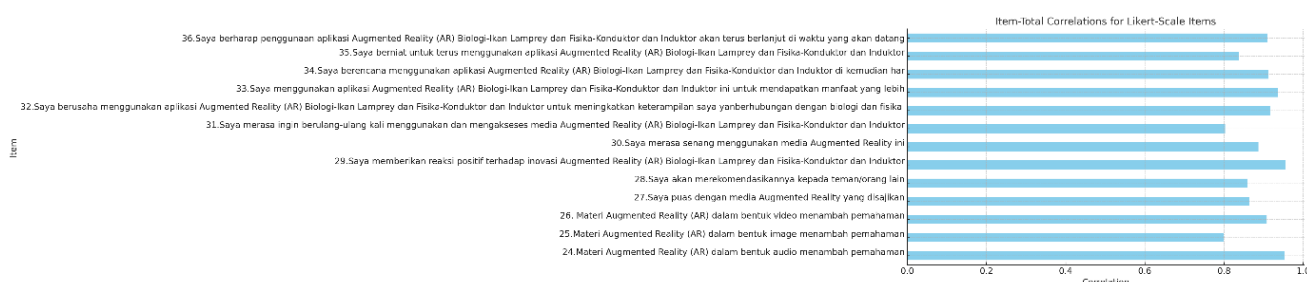 Item-Total Correlations for Likert-Scale Items
36.Saya berharap penggunaan aplikasi Augmented Reality (AR) Biologi-Ikan Lamprey dan Fisika-Konduktor dan Induktor akan terus berlanjut di waktu yang akan datang
35.Saya berniat untuk terus menggunakan aplikasi Augmented Reality (AR) Biologi-Ikan Lamprey dan Fisika-Konduktor dan Induktor
34.Saya berencana menggunakan aplikasi Augmented Reality (AR) Biologi-Ikan Lamprey dan Fisika-Konduktor dan Induktor di kemudian har
33.Saya menggunakan aplikasi Augmented Reality (AR) Biologi-Ikan Lamprey dan Fisika-Konduktor dan Induktor ini untuk mendapatkan manfaat yang lebih
32.Saya berusaha menggunakan aplikasi Augmented Reality (AR) Biologi-Ikan Lamprey dan Fisika-Konduktor dan Induktor untuk meningkatkan keterampilan saya yanberhubungan dengan biologi dan fisika
31.Saya merasa ingin berulang-ulang kali menggunakan dan mengakseses media Augmented Reality (AR) Biologi-Ikan Lamprey dan Fisika-Konduktor dan Induktor
30.Saya merasa senang menggunakan media Augmented Reality ini
29.Saya memberikan reaksi positif terhadap inovasi Augmented Reality (AR) Biologi-Ikan Lamprey dan Fisika-Konduktor dan Induktor
28.Saya akan merekomendasikannya kepada teman/orang lain
27.Saya puas dengan media Augmented Reality yang disajikan
26. Materi Augmented Reality (AR) dalam bentuk video menambah pemahaman
25.Materi Augmented Reality (AR) dalam bentuk image menambah pemahaman
24.Materi Augmented Reality (AR) dalam bentuk audio menambah pemahaman
Item
0.0 0.2 0.4 0.6 0.8 1.0
Correlation